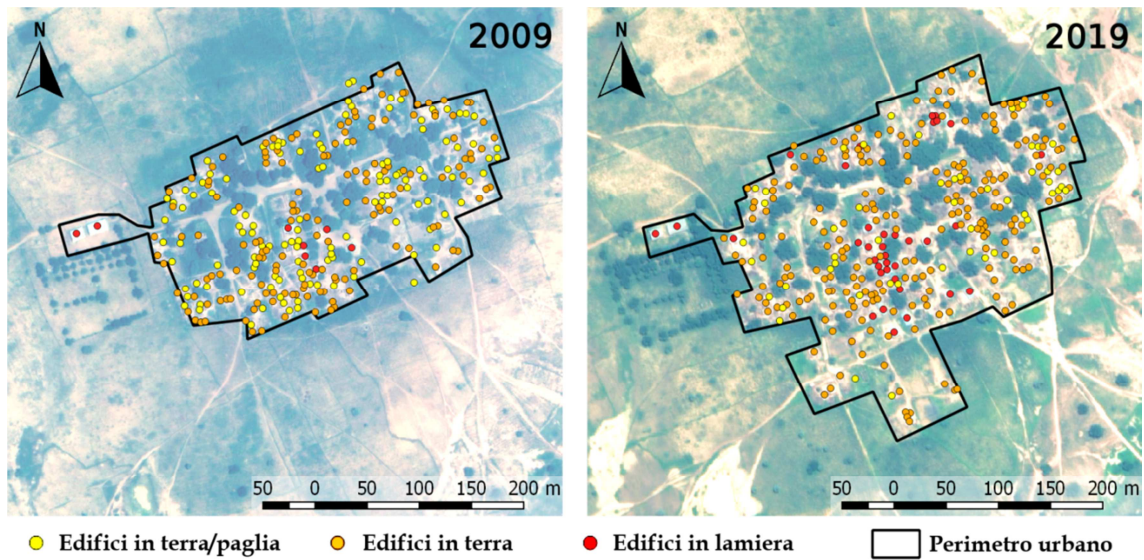 N
2009
50 0 50 100 150 200 m
N
2019
50 0 50 100 150 200 m
Edifici in terra/paglia Edifici in terra Edifici in lamiera Perimetro urbano